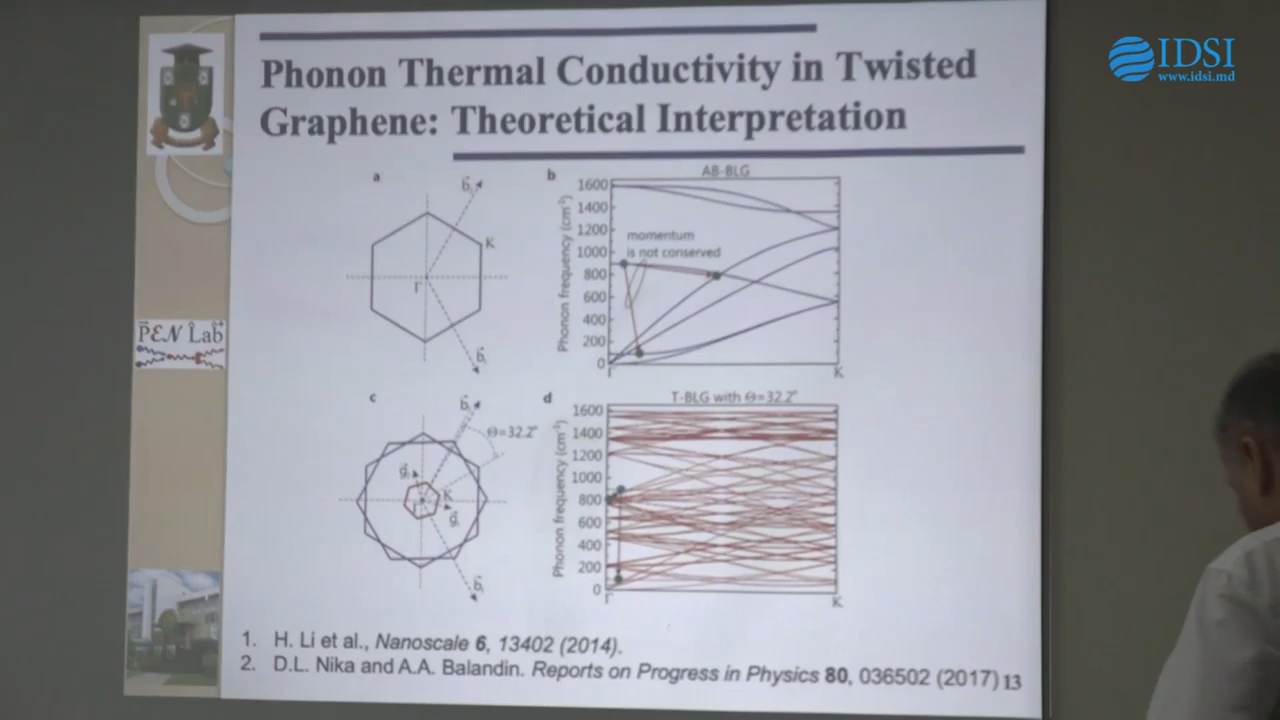 IDSI
www.idsi.md
Phonon Thermal Conductivity in Twisted
Graphene: Theoretical Interpretation
PƐN Lab
a
b⃗
K
Γ
b⃗
b
AB-BLG
Phonon frequency (cm⁻¹)
1600
1400
1200
1000
800
600
400
200
0
momentum
is not conserved
Γ
K
c
b⃗
Θ=32.2°
g⃗
K
g⃗
b⃗
d
T-BLG with Θ=32.2°
Phonon frequency (cm⁻¹)
1600
1400
1200
1000
800
600
400
200
0
Γ
K
1. H. Li et al., Nanoscale 6, 13402 (2014).
2. D.L. Nika and A.A. Balandin. Reports on Progress in Physics 80, 036502 (2017)
13